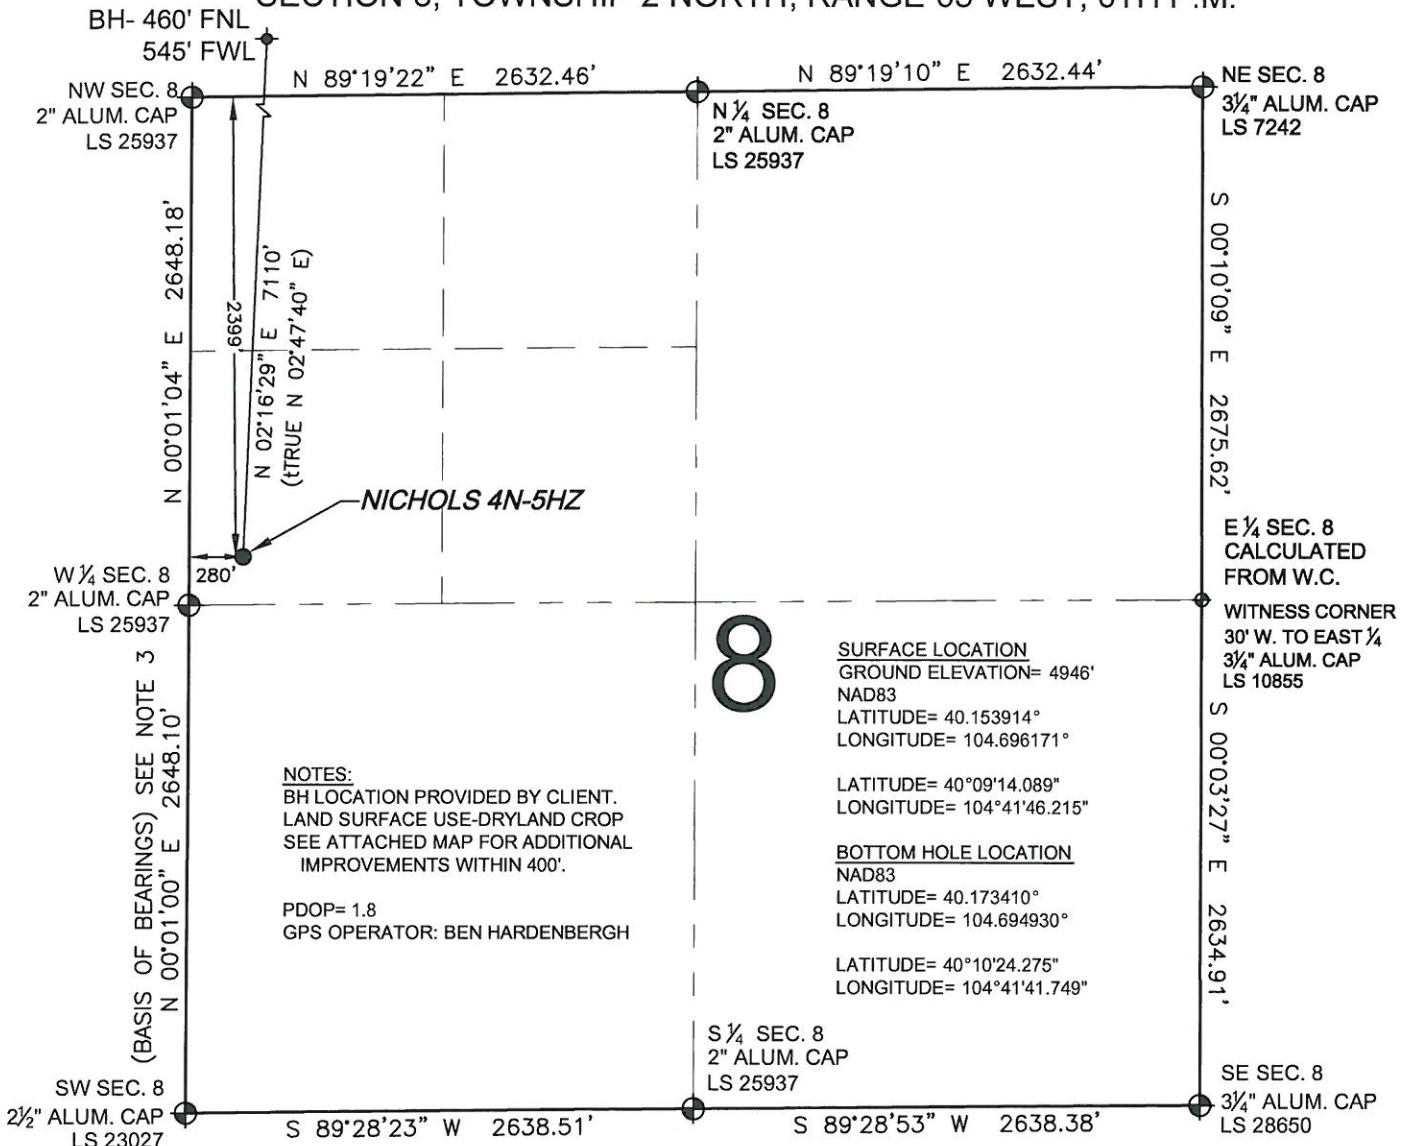 BH- 460' FNL
545' FWL
N 89°19'22" E 2632.46'
N 89°19'10" E 2632.44'
NW SEC. 8
2" ALUM. CAP
LS 25937
N ¼ SEC. 8
2" ALUM. CAP
LS 25937
NE SEC. 8
3¼" ALUM. CAP
LS 7242
N 00°01'04" E 2648.18'
2399'
N 02°16'29" E 7110'
(tTRUE N 02°47'40" E)
S 00°10'09" E 2675.62'
NICHOLS 4N-5HZ
280'
W ¼ SEC. 8
2" ALUM. CAP
LS 25937
E ¼ SEC. 8
CALCULATED
FROM W.C.
WITNESS CORNER
30' W. TO EAST ¼
3¼" ALUM. CAP
LS 10855
8
SURFACE LOCATION
GROUND ELEVATION= 4946'
NAD83
LATITUDE= 40.153914°
LONGITUDE= 104.696171°
LATITUDE= 40°09'14.089"
LONGITUDE= 104°41'46.215"
BOTTOM HOLE LOCATION
NAD83
LATITUDE= 40.173410°
LONGITUDE= 104.694930°
LATITUDE= 40°10'24.275"
LONGITUDE= 104°41'41.749"
NOTES:
BH LOCATION PROVIDED BY CLIENT.
LAND SURFACE USE-DRYLAND CROP
SEE ATTACHED MAP FOR ADDITIONAL
IMPROVEMENTS WITHIN 400'.
PDOP= 1.8
GPS OPERATOR: BEN HARDENBERGH
(BASIS OF BEARINGS) SEE NOTE 3
N 00°01'00" E 2648.10'
S 00°03'27" E 2634.91'
SW SEC. 8
2½" ALUM. CAP
LS 23027
S ¼ SEC. 8
2" ALUM. CAP
LS 25937
SE SEC. 8
3¼" ALUM. CAP
LS 28650
S 89°28'23" W 2638.51'
S 89°28'53" W 2638.38'